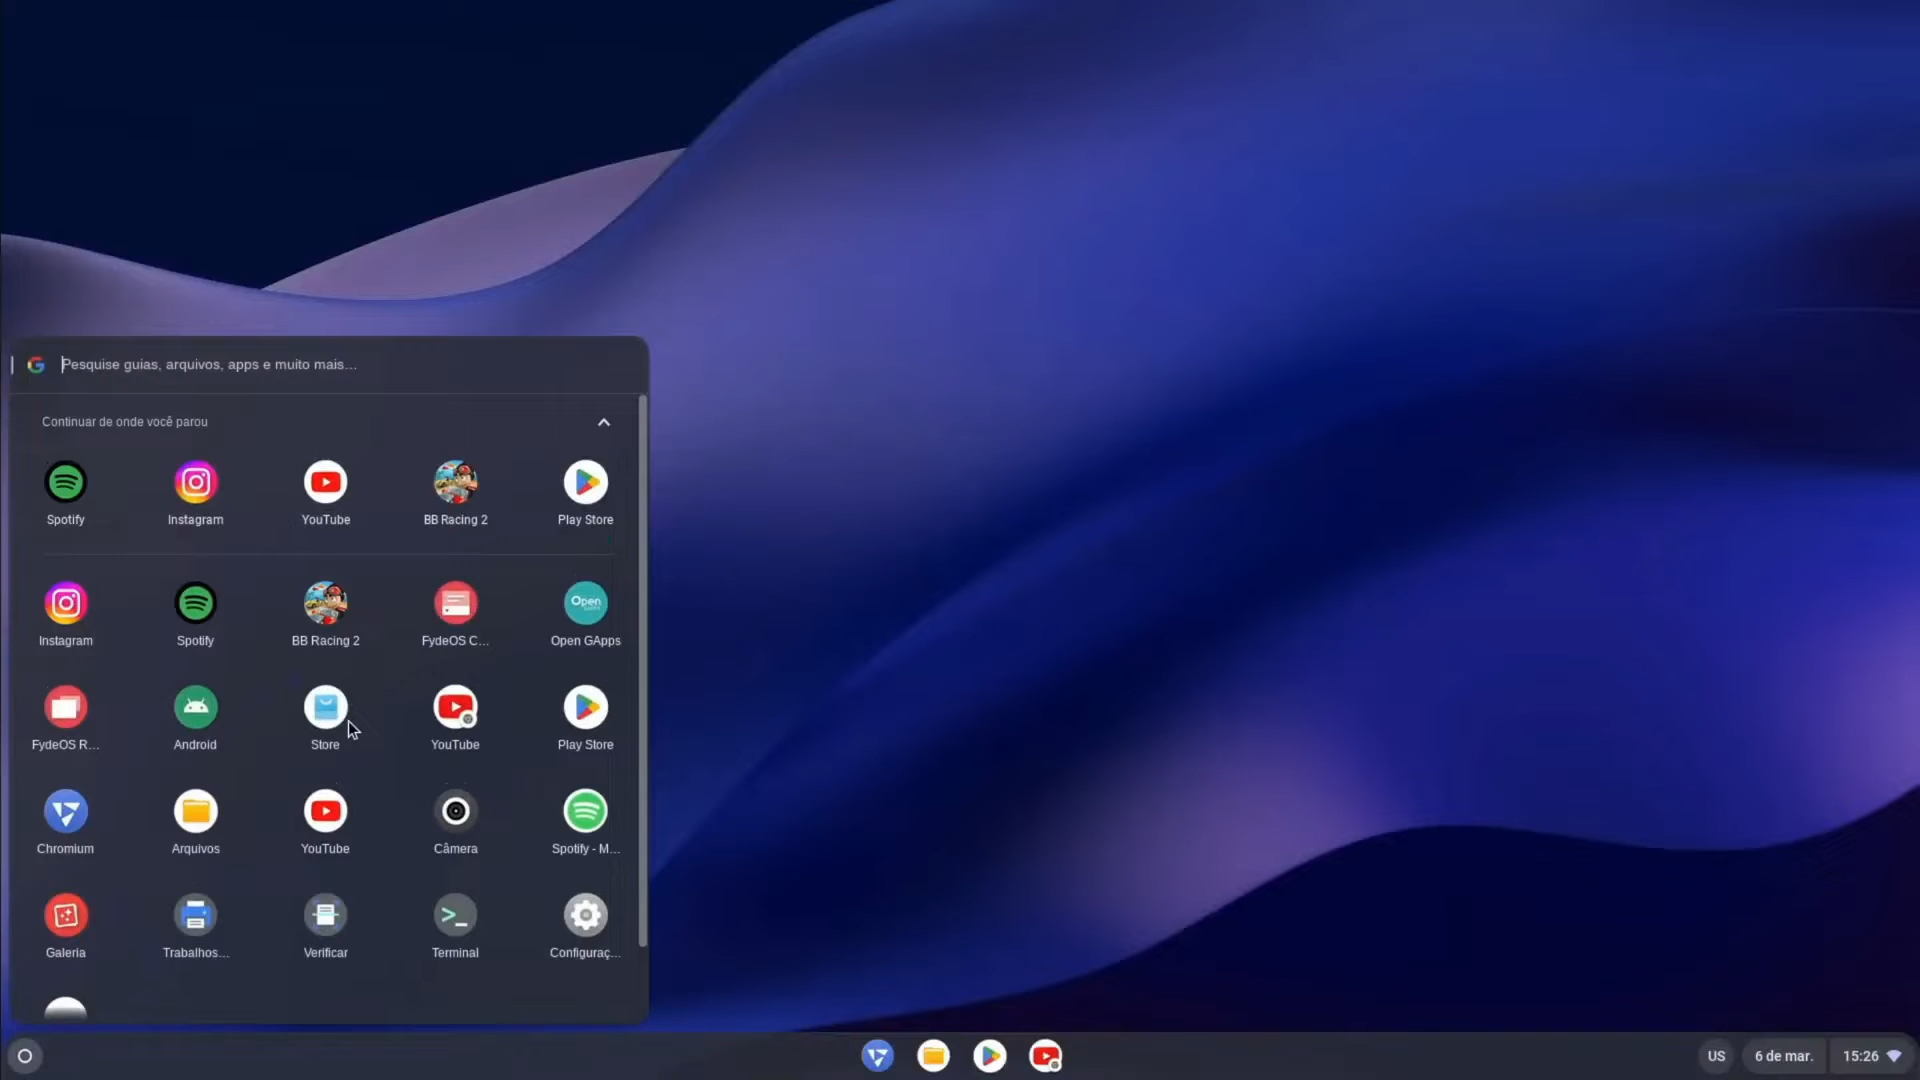 Pesquise guias, arquivos, apps e muito mais...
Continuar de onde você parou
Spotify
Instagram
YouTube
BB Racing 2
Play Store
Instagram
Spotify
BB Racing 2
FydeOS C...
Open
Open GApps
FydeOS R...
Android
Store
YouTube
Play Store
Chromium
Arquivos
YouTube
Câmera
Spotify - M...
Galeria
Trabalhos...
Verificar
Terminal
Configuraç...
US
6 de mar.
15:26